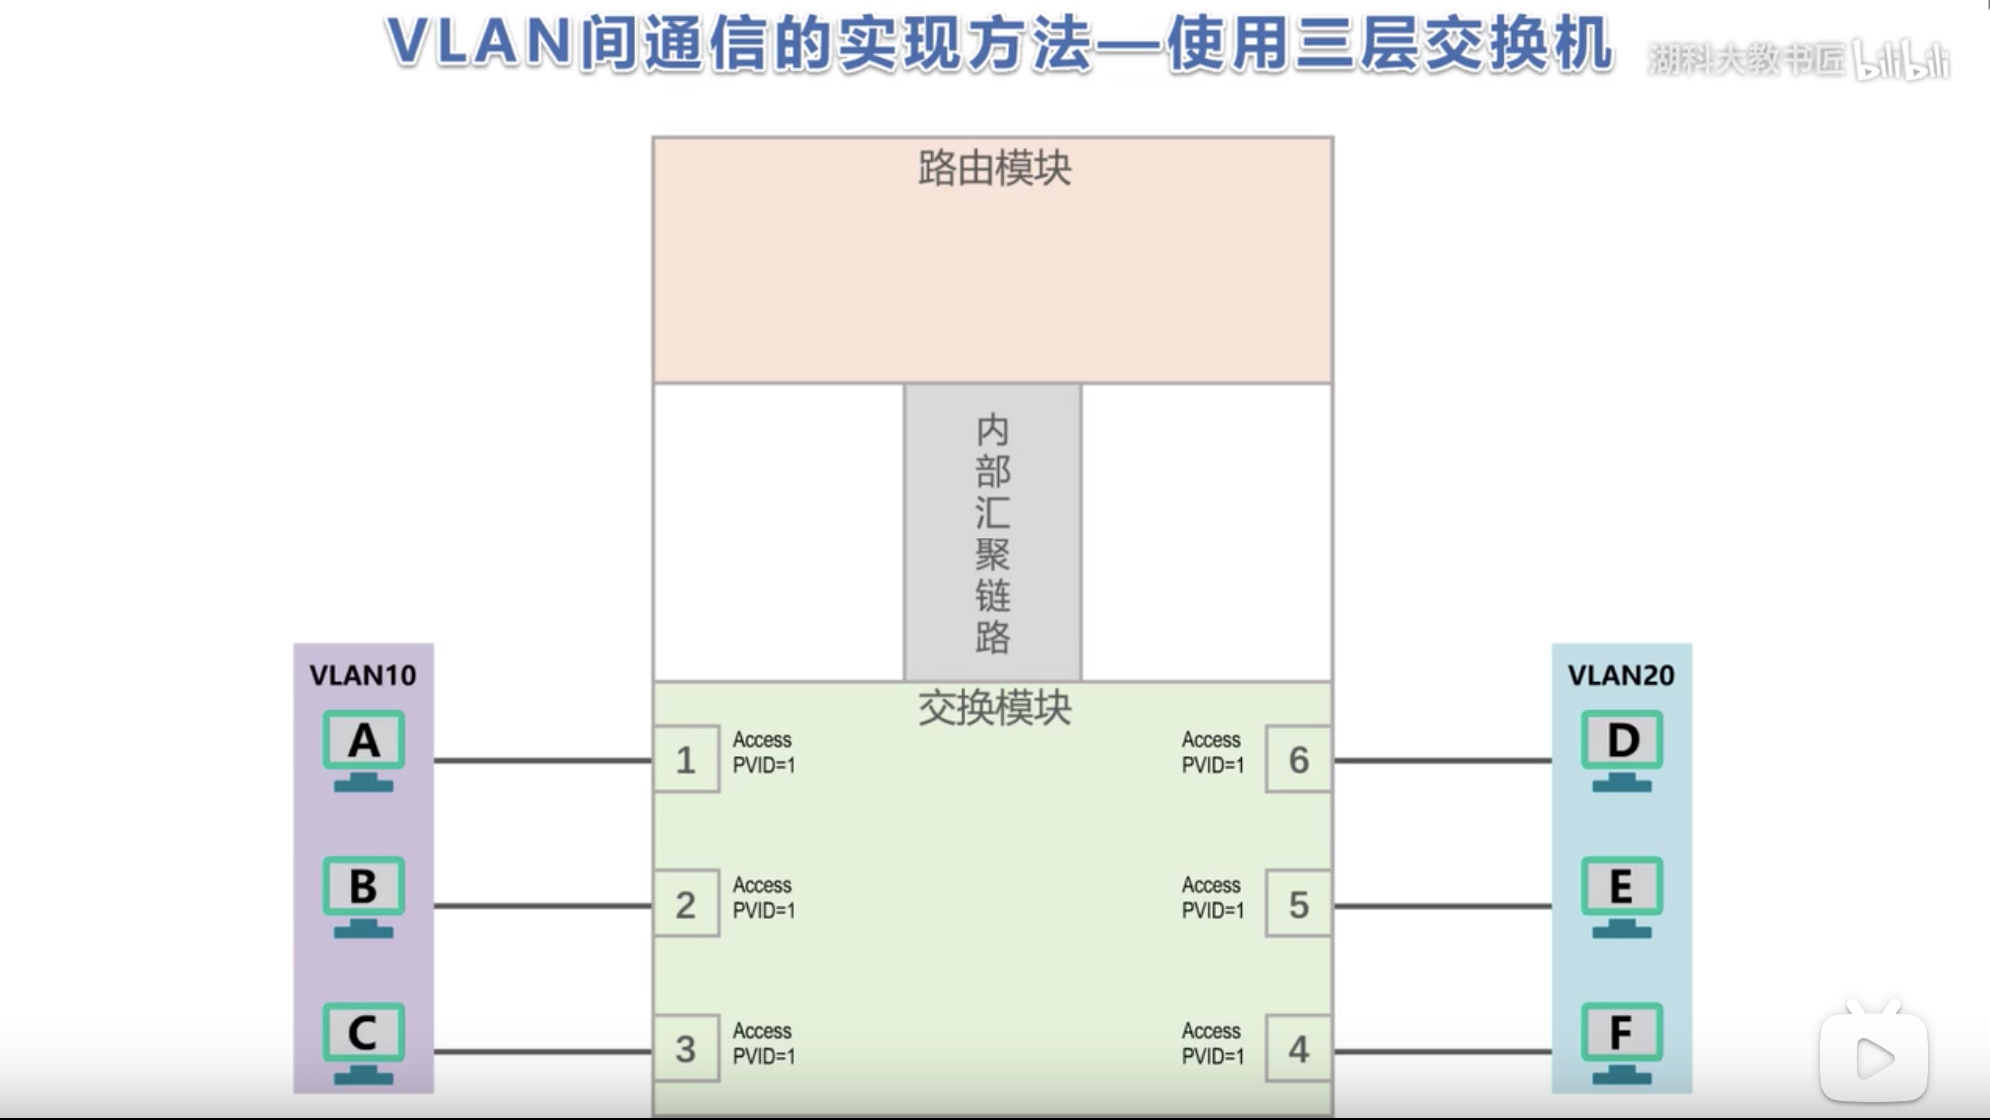 VLAN间通信的实现方法—使用三层交换机
湖科大教书匠 bilibili
路由模块
内部汇聚链路
交换模块
VLAN10
A
B
C
1
Access
PVID=1
2
Access
PVID=1
3
Access
PVID=1
Access
PVID=1
6
Access
PVID=1
5
Access
PVID=1
4
VLAN20
D
E
F